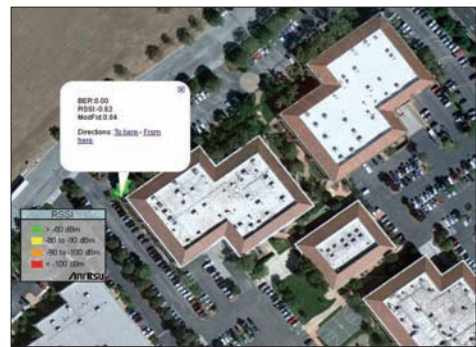 BER:0.00
RSSI:-0.62
ModFid:0.84
Directions: To here - From
here
RSSI
> -80 dBm
-80 to -90 dBm
-90 to -100 dBm
< -100 dBm
Anritsu